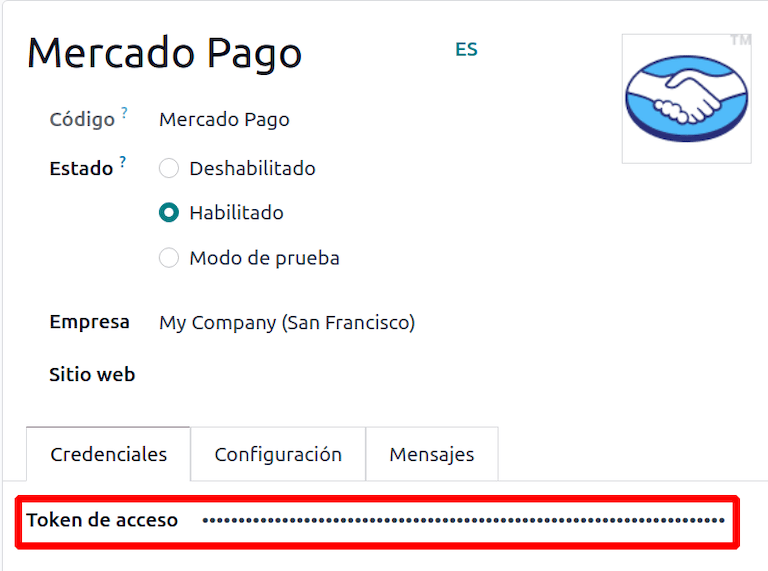 Mercado Pago ES
TM
Código ? Mercado Pago
Estado ? Deshabilitado
Habilitado
Modo de prueba
Empresa My Company (San Francisco)
Sitio web
Credenciales Configuración Mensajes
Token de acceso